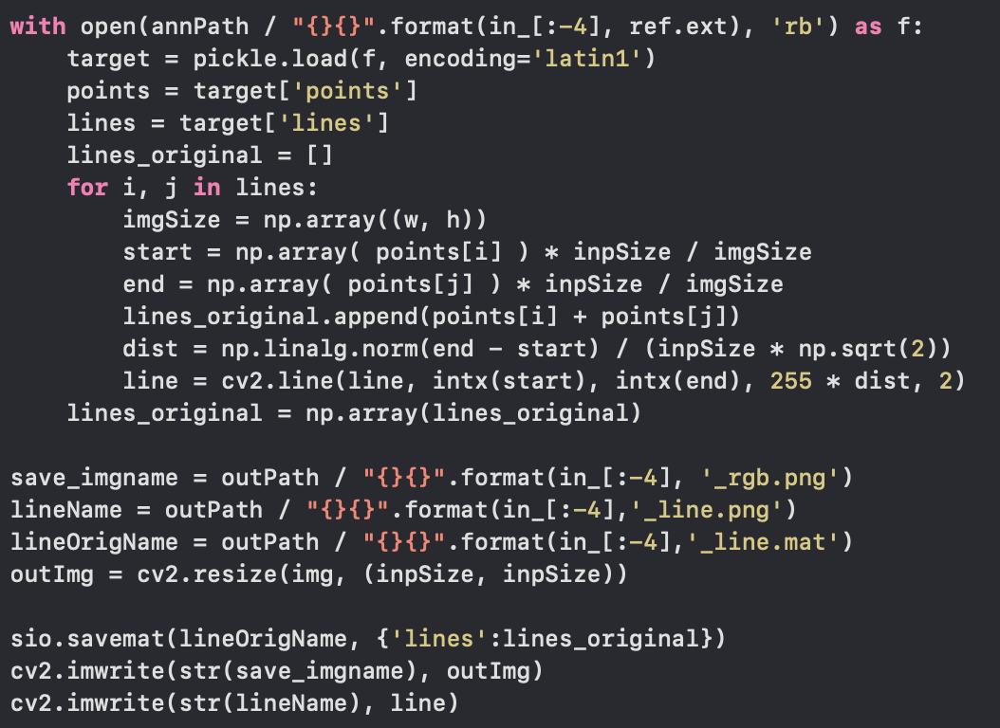 with open(annPath / "{}{}".format(in_[:-4], ref.ext), 'rb') as f:
    target = pickle.load(f, encoding='latin1')
    points = target['points']
    lines = target['lines']
    lines_original = []
    for i, j in lines:
        imgSize = np.array((w, h))
        start = np.array( points[i] ) * inpSize / imgSize
        end = np.array( points[j] ) * inpSize / imgSize
        lines_original.append(points[i] + points[j])
        dist = np.linalg.norm(end - start) / (inpSize * np.sqrt(2))
        line = cv2.line(line, intx(start), intx(end), 255 * dist, 2)
    lines_original = np.array(lines_original)

save_imgname = outPath / "{}{}".format(in_[:-4], '_rgb.png')
lineName = outPath / "{}{}".format(in_[:-4],'_line.png')
lineOrigName = outPath / "{}{}".format(in_[:-4],'_line.mat')
outImg = cv2.resize(img, (inpSize, inpSize))

sio.savemat(lineOrigName, {'lines':lines_original})
cv2.imwrite(str(save_imgname), outImg)
cv2.imwrite(str(lineName), line)